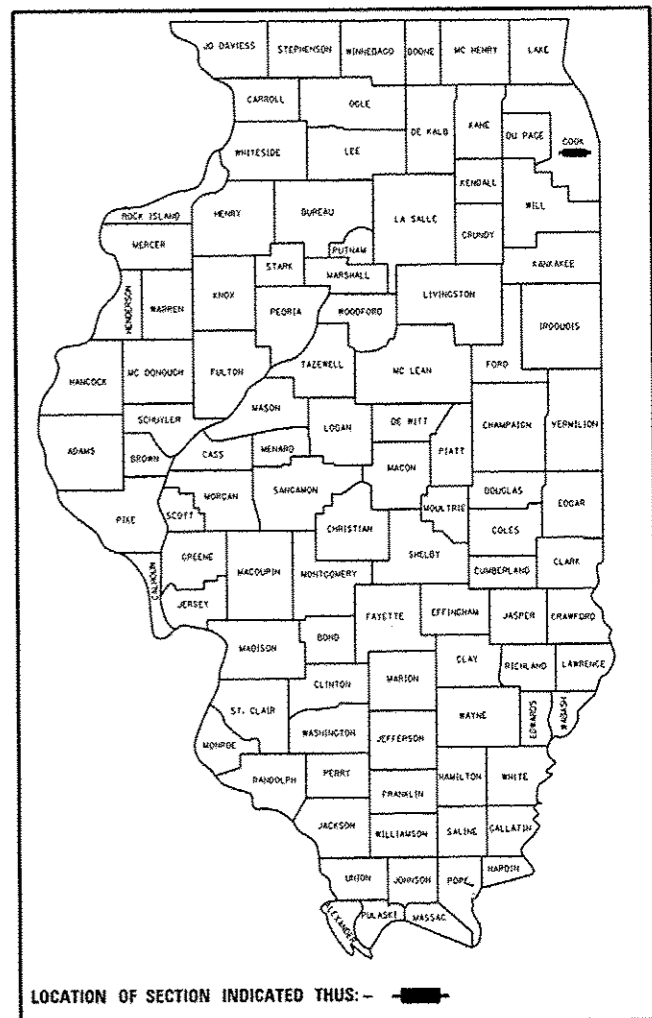 JO DAVIESS STEPHENSON WINNEBAGO BOONE MC HENRY LAKE
CARROLL OGLE DE KALB KANE DU PAGE COOK
WHITESIDE LEE
KENDALL
ROCK ISLAND HENRY BUREAU LA SALLE WILL
MERCER PUTNAM GRUNDY
STARK MARSHALL KANKAKEE
HENDERSON WARREN KNOX PEORIA WOODFORD LIVINGSTON IROQUOIS
HANCOCK MC DONOUGH FULTON TAZEWELL MC LEAN FORD
MASON
SCHUYLER LOGAN DE WITT CHAMPAIGN VERMILION
ADAMS BROWN CASS MENARD MACON PIATT
PIKE SCOTT MORGAN SANGAMON MOULTRIE DOUGLAS EDGAR
CHRISTIAN COLES
CALHOUN GREENE MACOUPIN MONTGOMERY SHELBY CUMBERLAND CLARK
JERSEY
FAYETTE EFFINGHAM JASPER CRAWFORD
MADISON BOND
CLAY RICHLAND LAWRENCE
CLINTON MARION
ST. CLAIR WAYNE EDWARDS WABASH
MONROE WASHINGTON JEFFERSON
RANDOLPH PERRY HAMILTON WHITE
FRANKLIN
JACKSON WILLIAMSON SALINE GALLATIN
UNION JOHNSON POPE HARDIN
ALEXANDER PULASKI MASSAC
LOCATION OF SECTION INDICATED THUS: -